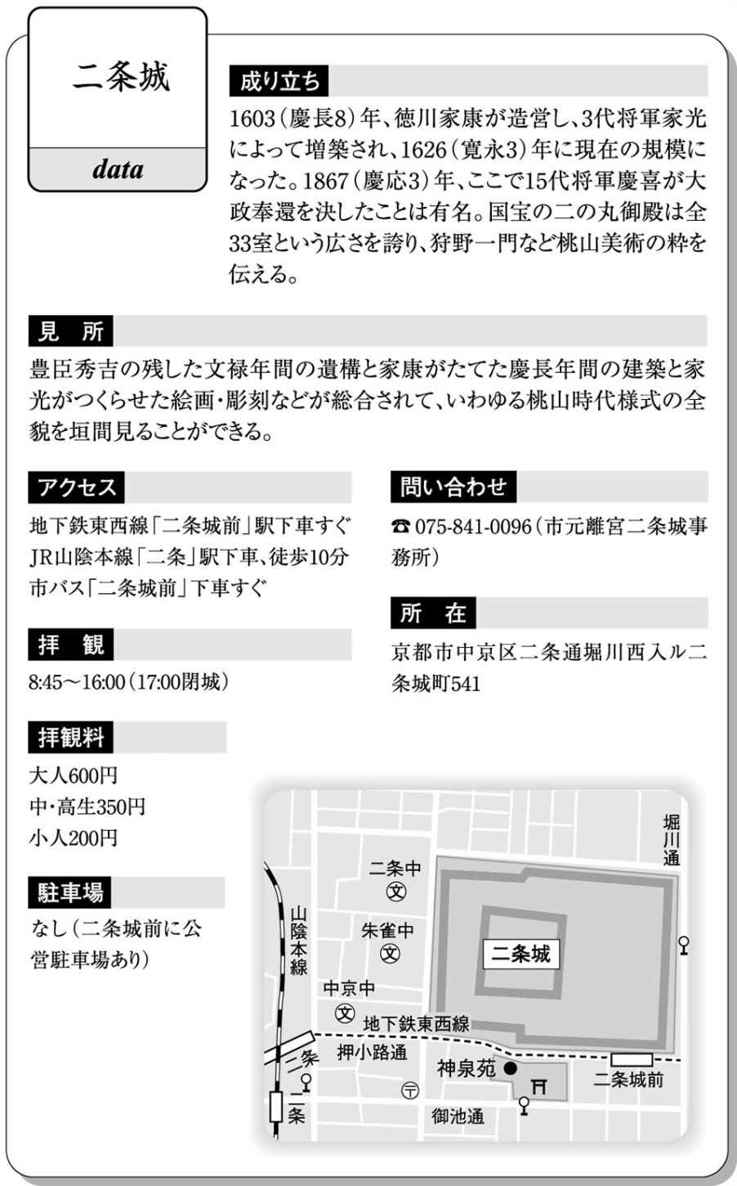 二条城
data
成り立ち
1603（慶長8）年、徳川家康が造営し、3代将軍家光
によって増築され、1626（寛永3）年に現在の規模に
なった。1867（慶応3）年、ここで15代将軍慶喜が大
政奉還を決したことは有名。国宝の二の丸御殿は全
33室という広さを誇り、狩野一門など桃山美術の粋を
伝える。
見　所
豊臣秀吉の残した文禄年間の遺構と家康がたてた慶長年間の建築と家
光がつくらせた絵画・彫刻などが総合されて、いわゆる桃山時代様式の全
貌を垣間見ることができる。
アクセス
地下鉄東西線「二条城前」駅下車すぐ
JR山陰本線「二条」駅下車、徒歩10分
市バス「二条城前」下車すぐ
拝　観
8:45～16:00（17:00閉城）
拝観料
大人600円
中・高生350円
小人200円
駐車場
なし（二条城前に公
営駐車場あり）
問い合わせ
☎075-841-0096（市元離宮二条城事
務所）
所　在
京都市中京区二条通堀川西入ル二
条城町541
堀川通
二条中
文
山陰本線
朱雀中
文
二条城
中京中
文
地下鉄東西線
押小路通
二条
神泉苑
二条城前
〒
二条
御池通